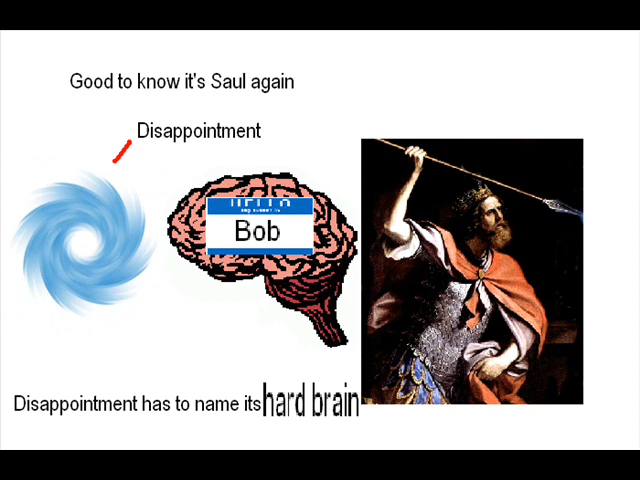 Good to know it's Saul again
Disappointment
HELLO
Bob
Disappointment has to name its hard brain